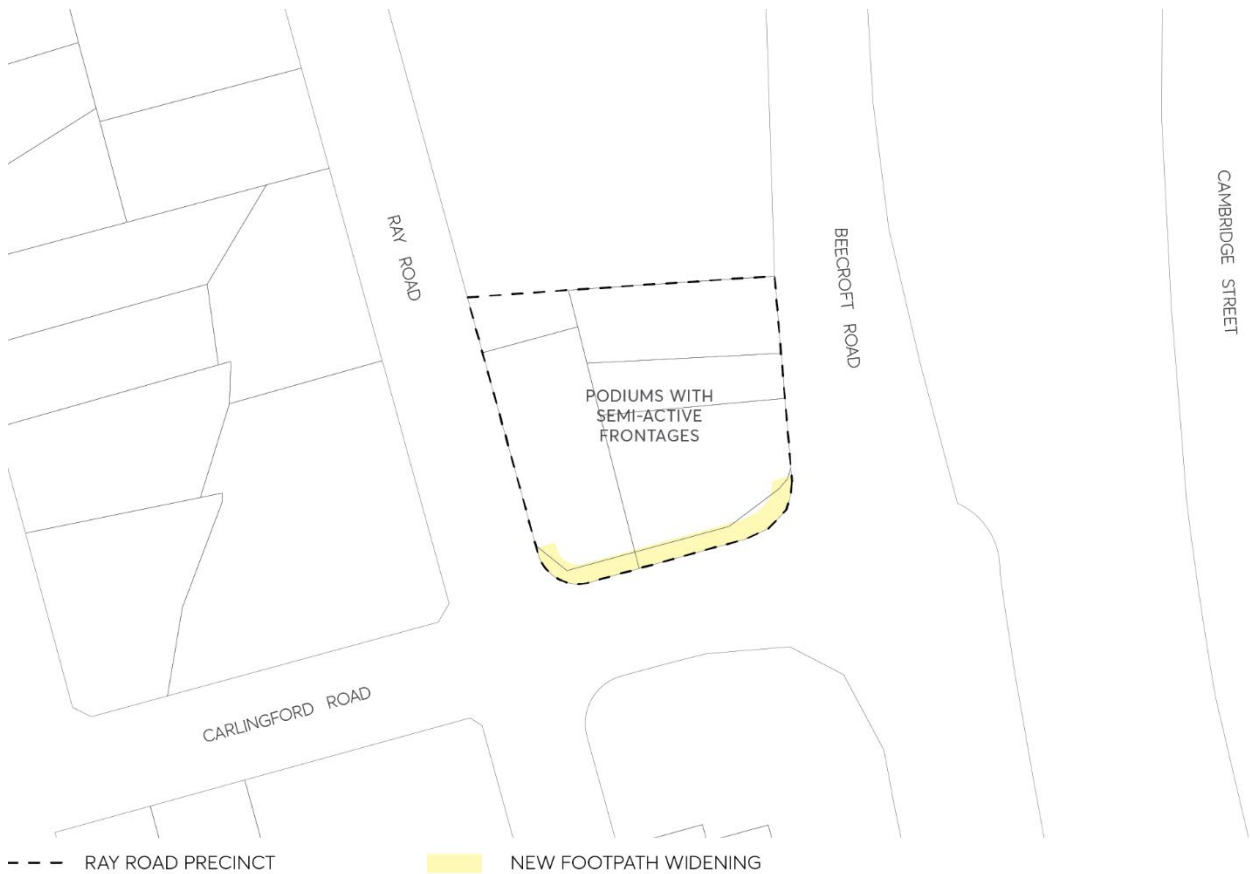 RAY ROAD
BEECROFT ROAD
CAMBRIDGE STREET
PODIUMS WITH
SEMI-ACTIVE
FRONTAGES
CARLINGFORD ROAD
RAY ROAD PRECINCT
NEW FOOTPATH WIDENING